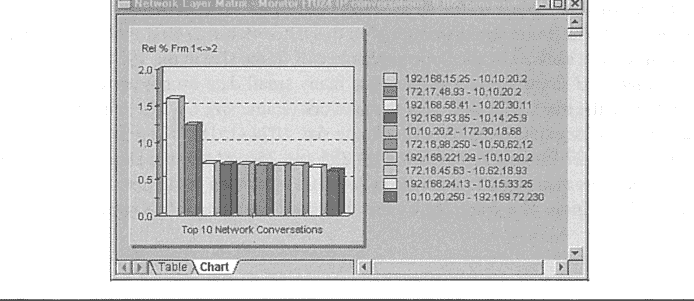 Network Layer Matrix - Monitor
Rel % Frm 1<->2
2.0
1.5
1.0
0.5
0.0
Top 10 Network Conversations
192.168.15.25 - 10.10.20.2
172.17.48.93 - 10.10.20.2
192.168.58.41 - 10.20.30.11
192.168.93.85 - 10.14.25.9
10.10.20.2 - 172.30.18.68
172.18.98.250 - 10.50.62.12
192.168.221.29 - 10.10.20.2
172.18.45.63 - 10.62.18.93
192.168.24.13 - 10.15.33.25
10.10.20.250 - 192.169.72.230
Table Chart